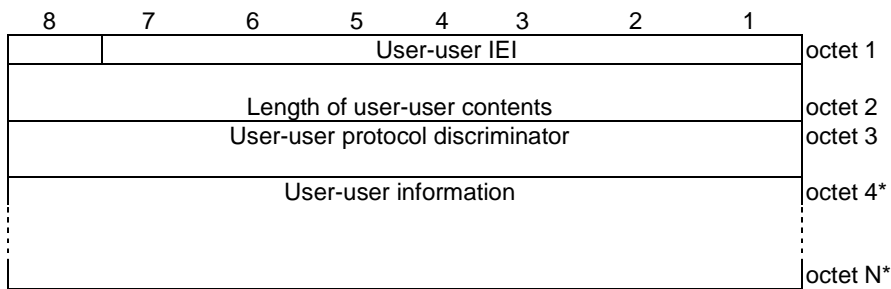 8 7 6 5 4 3 2 1
User-user IEI octet 1
Length of user-user contents octet 2
User-user protocol discriminator octet 3
User-user information octet 4*
octet N*